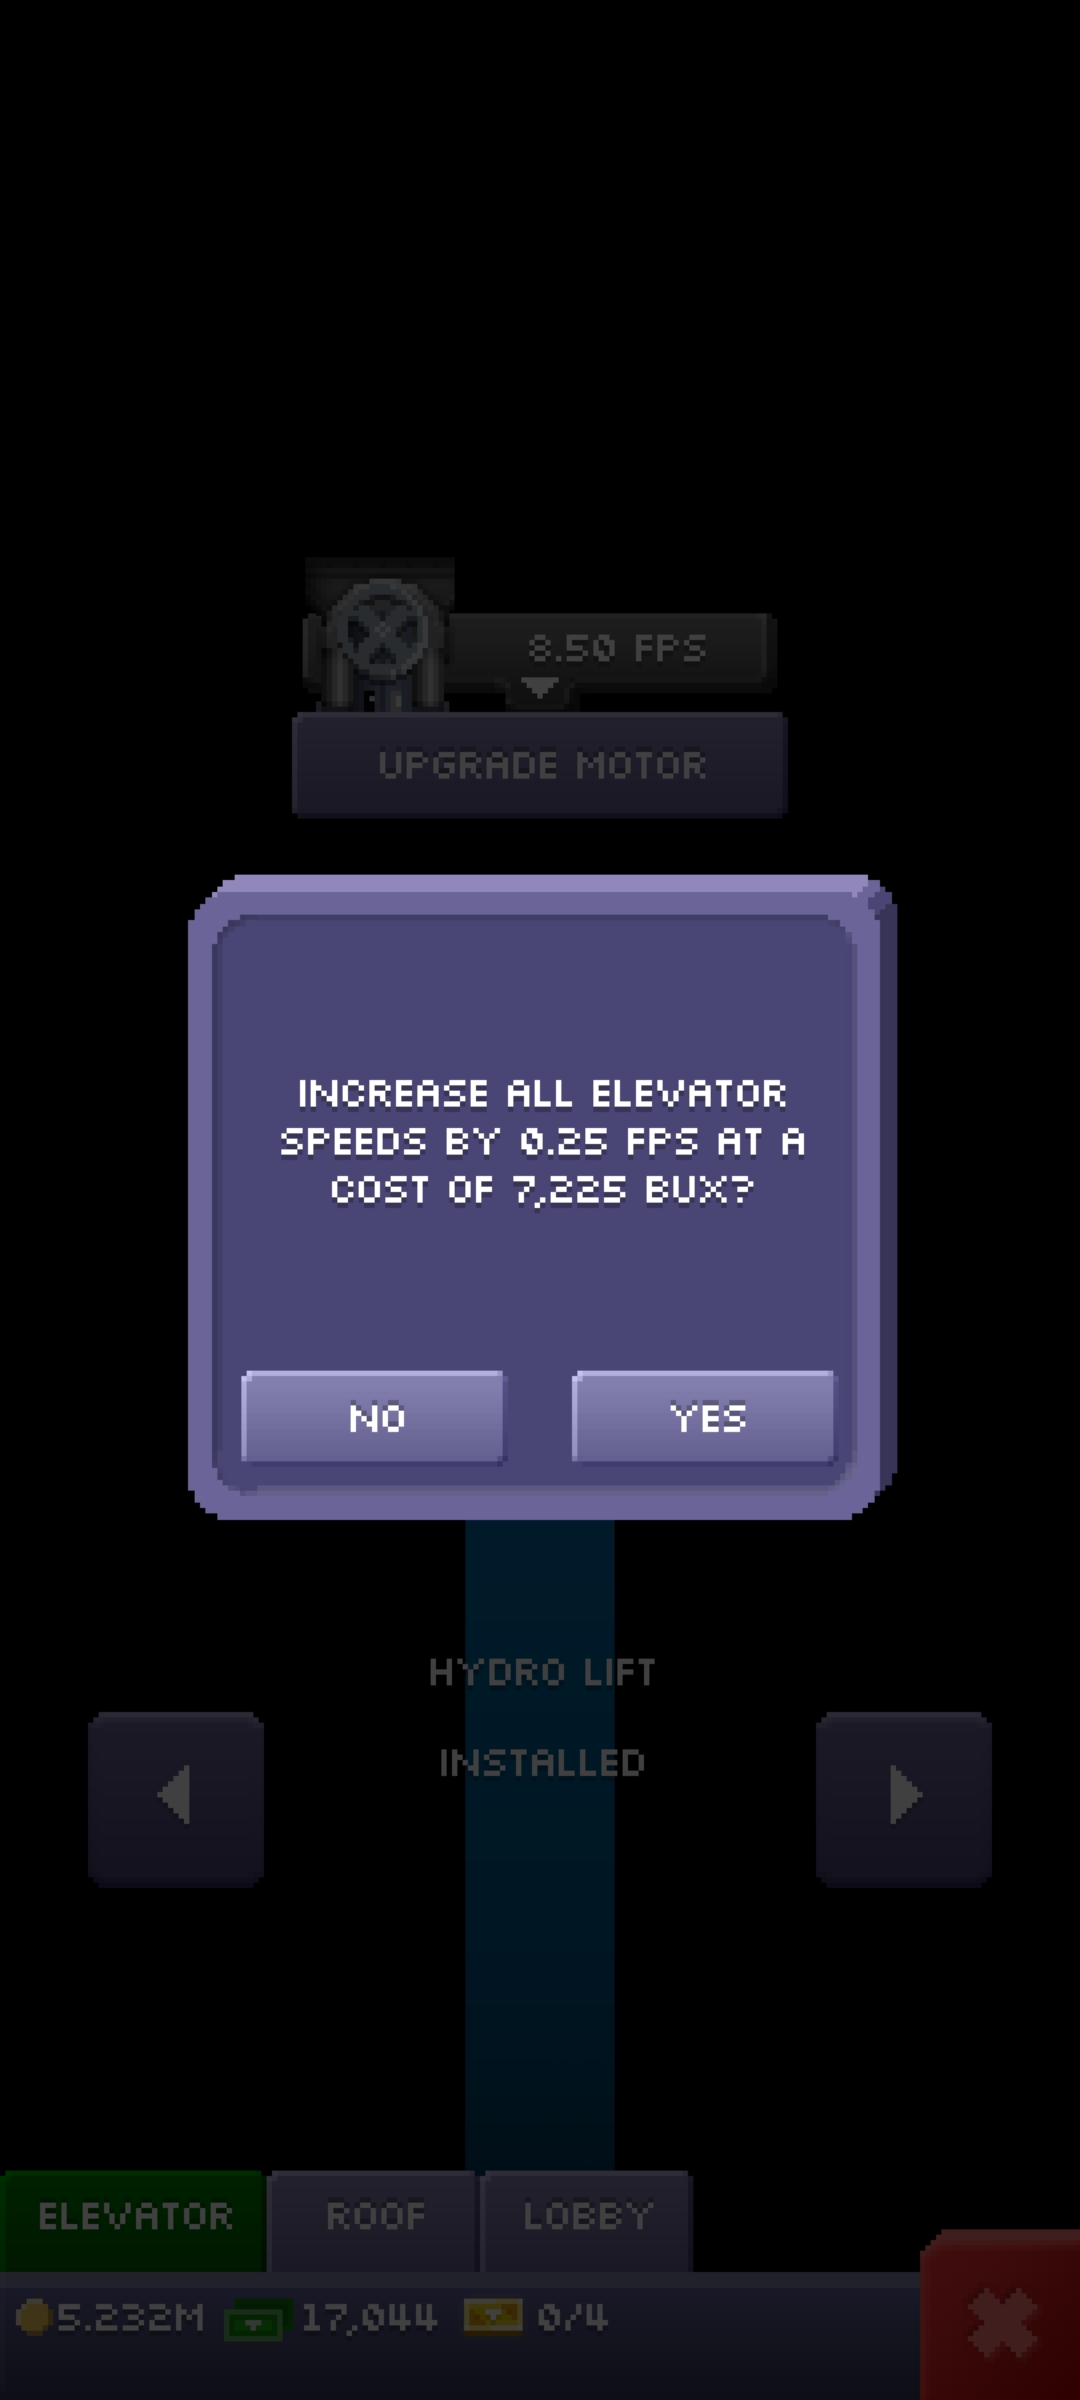 8.50 FPS
UPGRADE MOTOR
INCREASE ALL ELEVATOR
SPEEDS BY 0.25 FPS AT A
COST OF 7,225 BUX?
NO YES
HYDRO LIFT
INSTALLED
ELEVATOR ROOF LOBBY
5.232M 17,044 0/4